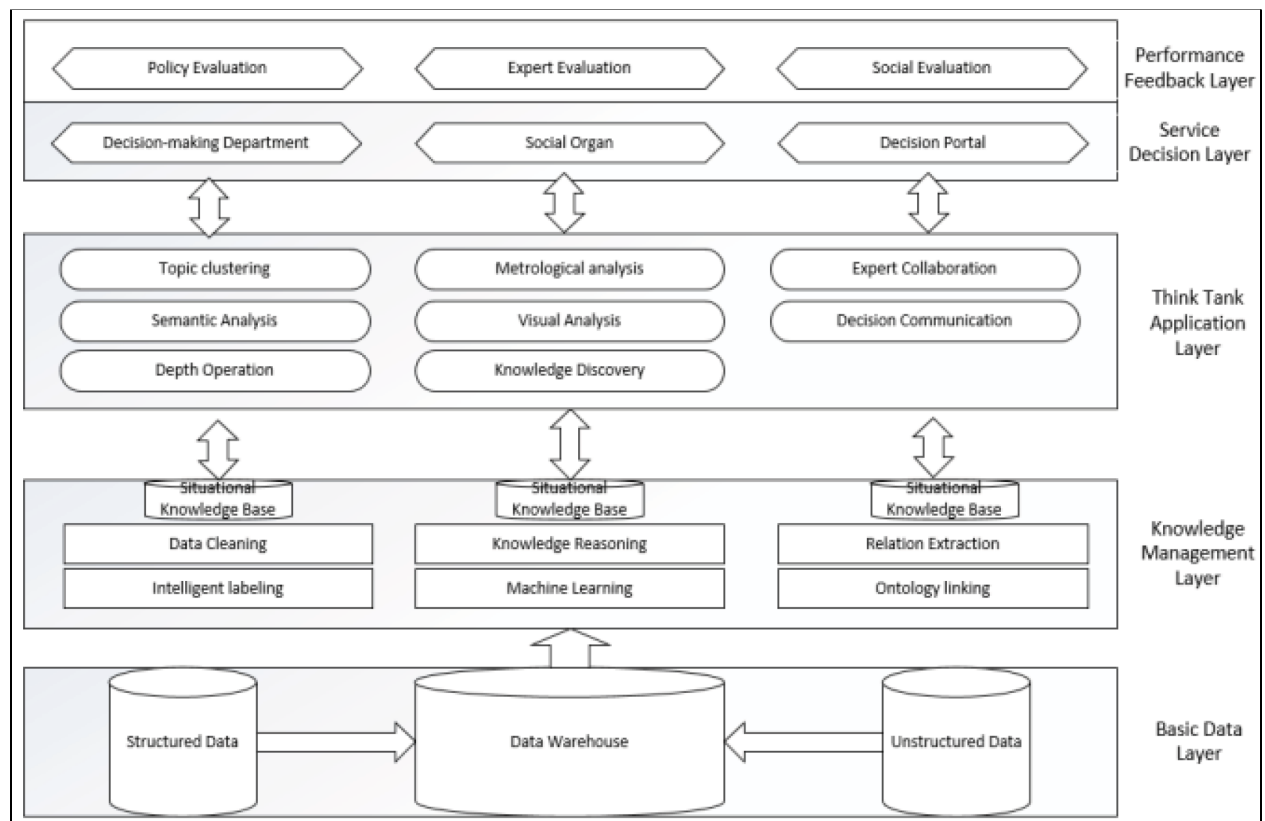 Policy Evaluation
Expert Evaluation
Social Evaluation
Performance
Feedback Layer
Decision-making Department
Social Organ
Decision Portal
Service
Decision Layer
Topic clustering
Metrological analysis
Expert Collaboration
Semantic Analysis
Visual Analysis
Decision Communication
Depth Operation
Knowledge Discovery
Think Tank
Application
Layer
Situational
Knowledge Base
Situational
Knowledge Base
Situational
Knowledge Base
Data Cleaning
Knowledge Reasoning
Relation Extraction
Intelligent labeling
Machine Learning
Ontology linking
Knowledge
Management
Layer
Structured Data
Data Warehouse
Unstructured Data
Basic Data
Layer